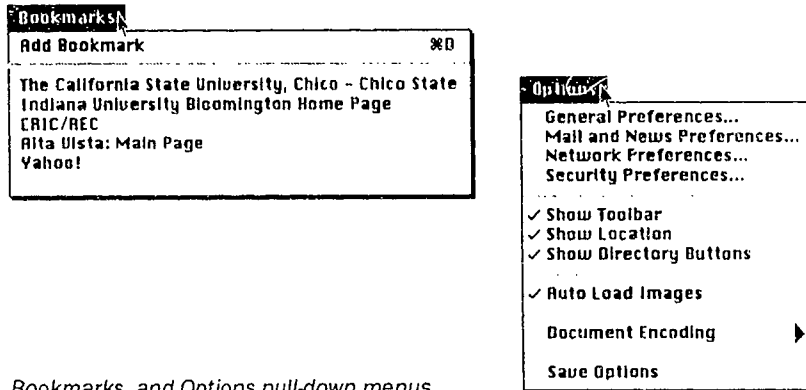 Bookmarks
Add Bookmark ⌘D
The California State University, Chico - Chico State
Indiana University Bloomington Home Page
ERIC/REC
Alta Vista: Main Page
Yahoo!
Options
General Preferences...
Mail and News Preferences...
Network Preferences...
Security Preferences...
✓ Show Toolbar
✓ Show Location
✓ Show Directory Buttons
✓ Auto Load Images
Document Encoding ▶
Save Options
Bookmarks, and Options pull-down menus